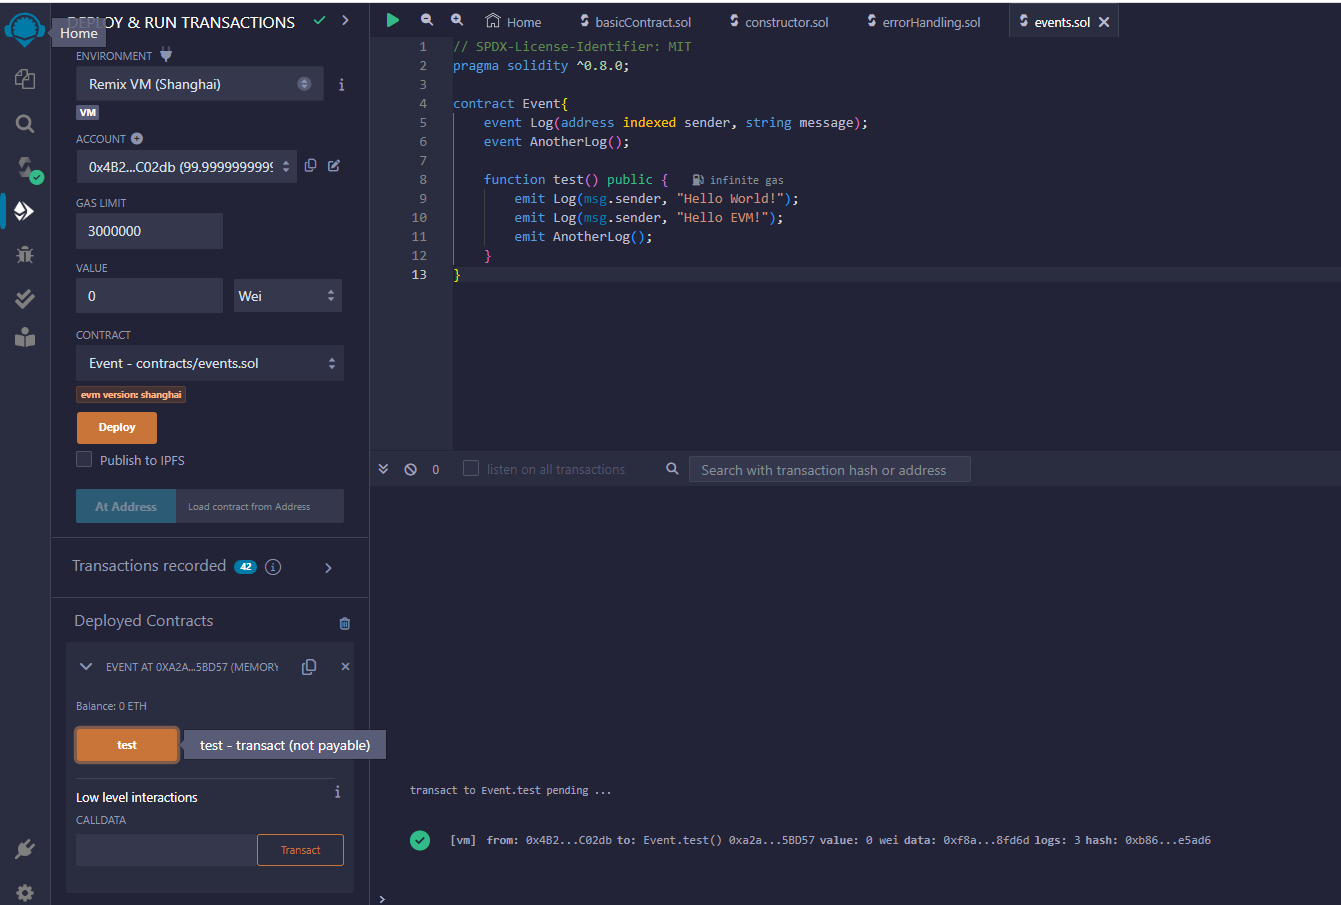 DEPLOY & RUN TRANSACTIONS
Home
ENVIRONMENT
Remix VM (Shanghai)
VM
ACCOUNT
0x4B2...C02db (99.9999999999
GAS LIMIT
3000000
VALUE
0
Wei
CONTRACT
Event - contracts/events.sol
evm version: shanghai
Deploy
Publish to IPFS
At Address
Load contract from Address
Transactions recorded 42
Deployed Contracts
EVENT AT 0XA2A...5BD57 (MEMORY
Balance: 0 ETH
test
test - transact (not payable)
Low level interactions
CALLDATA
Transact
Home basicContract.sol constructor.sol errorHandling.sol events.sol
1 // SPDX-License-Identifier: MIT
2 pragma solidity ^0.8.0;
3
4 contract Event{
5 event Log(address indexed sender, string message);
6 event AnotherLog();
7
8 function test() public { infinite gas
9 emit Log(msg.sender, "Hello World!");
10 emit Log(msg.sender, "Hello EVM!");
11 emit AnotherLog();
12 }
13 }
0 listen on all transactions Search with transaction hash or address
transact to Event.test pending ...
[vm] from: 0x4B2...C02db to: Event.test() 0xa2a...5BD57 value: 0 wei data: 0xf8a...8fd6d logs: 3 hash: 0xb86...e5ad6
>